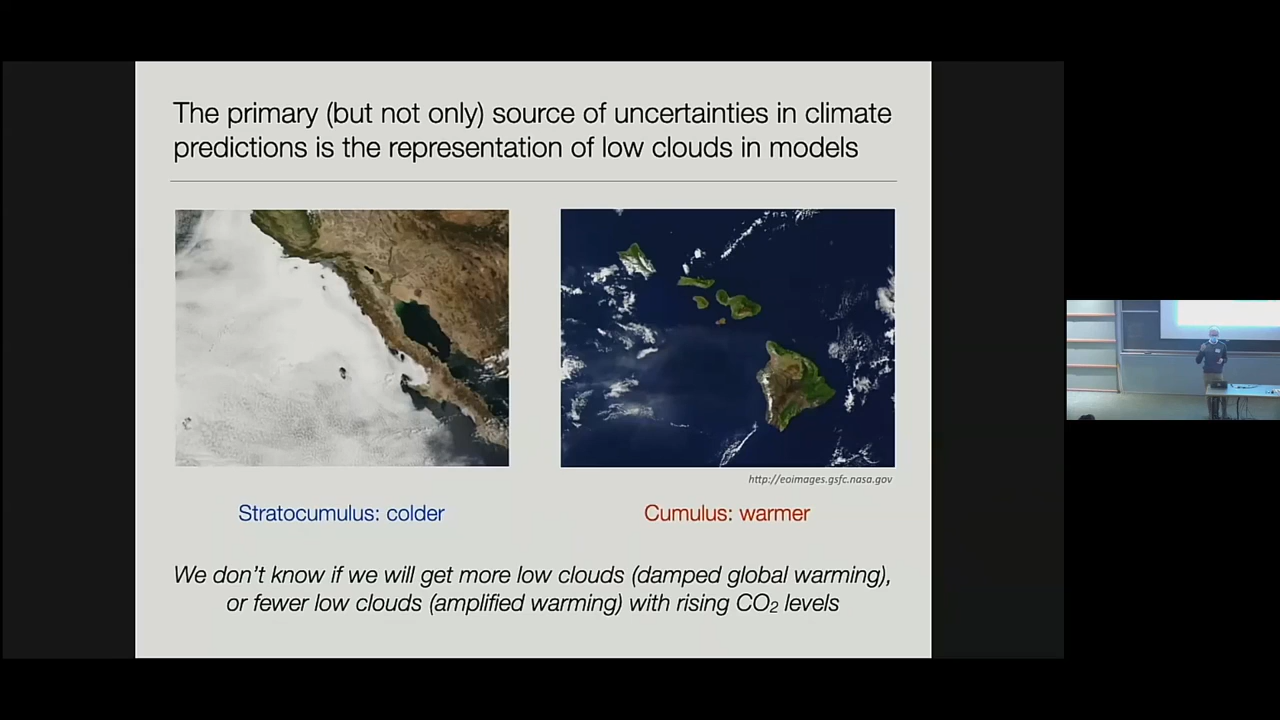 The primary (but not only) source of uncertainties in climate
predictions is the representation of low clouds in models
http://eoimages.gsfc.nasa.gov
Stratocumulus: colder
Cumulus: warmer
We don't know if we will get more low clouds (damped global warming),
or fewer low clouds (amplified warming) with rising CO₂ levels